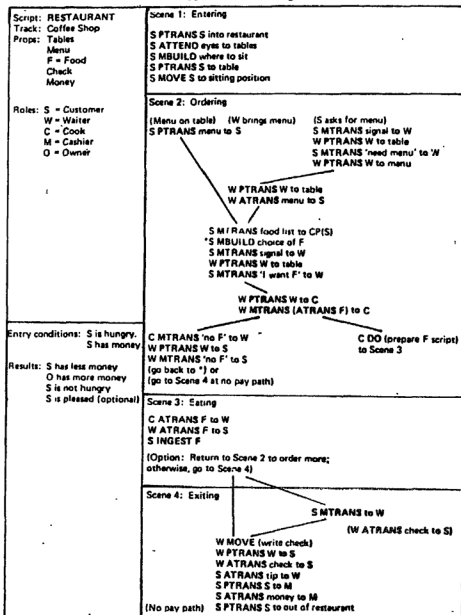 Script: RESTAURANT
Track: Coffee Shop
Props: Tables
Menu
F = Food
Check
Money
Roles: S = Customer
W = Waiter
C = Cook
M = Cashier
O = Owner
Entry conditions: S is hungry.
S has money
Results: S has less money
O has more money
S is not hungry
S is pleased (optional)
Scene 1: Entering
S PTRANS S into restaurant
S ATTEND eyes to tables
S MBUILD where to sit
S PTRANS S to table
S MOVE S to sitting position
Scene 2: Ordering
(Menu on table) (W brings menu) (S asks for menu)
S PTRANS menu to S
S MTRANS signal to W
W PTRANS W to table
S MTRANS 'need menu' to W
W PTRANS W to menu
W PTRANS W to table
W ATRANS menu to S
S MTRANS food list to CP(S)
*S MBUILD choice of F
S MTRANS signal to W
W PTRANS W to table
S MTRANS 'I want F' to W
W PTRANS W to C
W MTRANS (ATRANS F) to C
C MTRANS 'no F' to W
W PTRANS W to S
W MTRANS 'no F' to S
(go back to *) or
(go to Scene 4 at no pay path)
C DO (prepare F script)
to Scene 3
Scene 3: Eating
C ATRANS F to W
W ATRANS F to S
S INGEST F
(Option: Return to Scene 2 to order more;
otherwise, go to Scene 4)
Scene 4: Exiting
S MTRANS to W
(W ATRANS check to S)
W MOVE (write check)
W PTRANS W to S
W ATRANS check to S
S ATRANS tip to W
S PTRANS S to M
S ATRANS money to M
(No pay path) S PTRANS S to out of restaurant